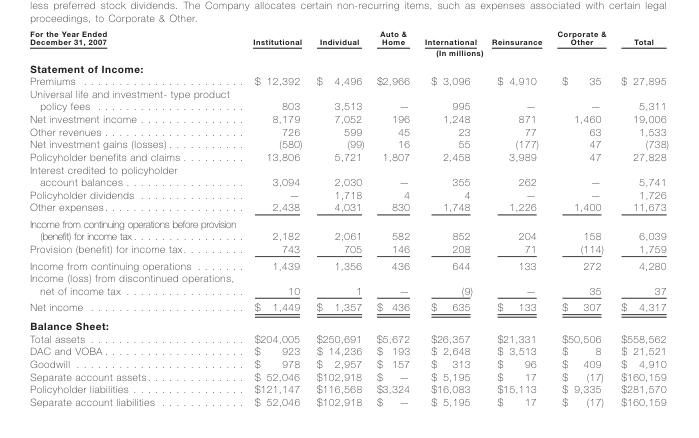 less preferred stock dividends. The Company allocates certain non-recurring items, such as expenses associated with certain legal
proceedings, to Corporate & Other.
For the Year Ended December 31, 2007 Institutional Individual Auto & Home International Reinsurance Corporate & Other Total
(In millions)
Statement of Income:
Premiums . . . . . . . . . . . . . . . . . . . . . . . $ 12,392 $ 4,496 $2,966 $ 3,096 $ 4,910 $ 35 $ 27,895
Universal life and investment- type product
policy fees . . . . . . . . . . . . . . . . . . . . . 803 3,513 — 995 — — 5,311
Net investment income . . . . . . . . . . . . . . . 8,179 7,052 196 1,248 871 1,460 19,006
Other revenues . . . . . . . . . . . . . . . . . . . . 726 599 45 23 77 63 1,533
Net investment gains (losses) . . . . . . . . . . . (580) (99) 16 55 (177) 47 (738)
Policyholder benefits and claims . . . . . . . . . . 13,806 5,721 1,807 2,458 3,989 47 27,828
Interest credited to policyholder
account balances . . . . . . . . . . . . . . . . . 3,094 2,030 — 355 262 — 5,741
Policyholder dividends . . . . . . . . . . . . . . . — 1,718 4 4 — — 1,726
Other expenses . . . . . . . . . . . . . . . . . . . . 2,438 4,031 830 1,748 1,226 1,400 11,673
Income from continuing operations before provision
(benefit) for income tax . . . . . . . . . . . . . . . 2,182 2,061 582 852 204 158 6,039
Provision (benefit) for income tax . . . . . . . . . 743 705 146 208 71 (114) 1,759
Income from continuing operations . . . . . . . 1,439 1,356 436 644 133 272 4,280
Income (loss) from discontinued operations,
net of income tax . . . . . . . . . . . . . . . . . 10 1 — (9) — 35 37
Net income . . . . . . . . . . . . . . . . . . . . . . $ 1,449 $ 1,357 $ 436 $ 635 $ 133 $ 307 $ 4,317
Balance Sheet:
Total assets . . . . . . . . . . . . . . . . . . . . . $204,005 $250,691 $5,672 $26,357 $21,331 $50,506 $558,562
DAC and VOBA . . . . . . . . . . . . . . . . . . . . $ 923 $ 14,236 $ 193 $ 2,648 $ 3,513 $ 8 $ 21,521
Goodwill . . . . . . . . . . . . . . . . . . . . . . . $ 978 $ 2,957 $ 157 $ 313 $ 96 $ 409 $ 4,910
Separate account assets . . . . . . . . . . . . . . $ 52,046 $102,918 $ — $ 5,195 $ 17 $ (17) $160,159
Policyholder liabilities . . . . . . . . . . . . . . . . $121,147 $116,568 $3,324 $16,083 $15,113 $ 9,335 $281,570
Separate account liabilities . . . . . . . . . . . . $ 52,046 $102,918 $ — $ 5,195 $ 17 $ (17) $160,159